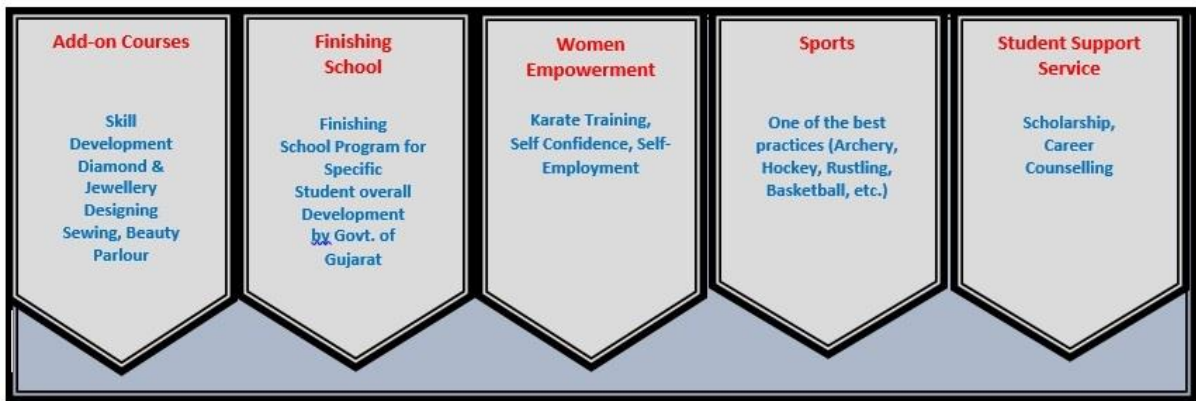 Add-on Courses
Skill
Development
Diamond &
Jewellery
Designing
Sewing, Beauty
Parlour
Finishing
School
Finishing
School Program for
Specific
Student overall
Development
by Govt. of
Gujarat
Women
Empowerment
Karate Training,
Self Confidence, Self-
Employment
Sports
One of the best
practices (Archery,
Hockey, Rustling,
Basketball, etc.)
Student Support
Service
Scholarship,
Career
Counselling